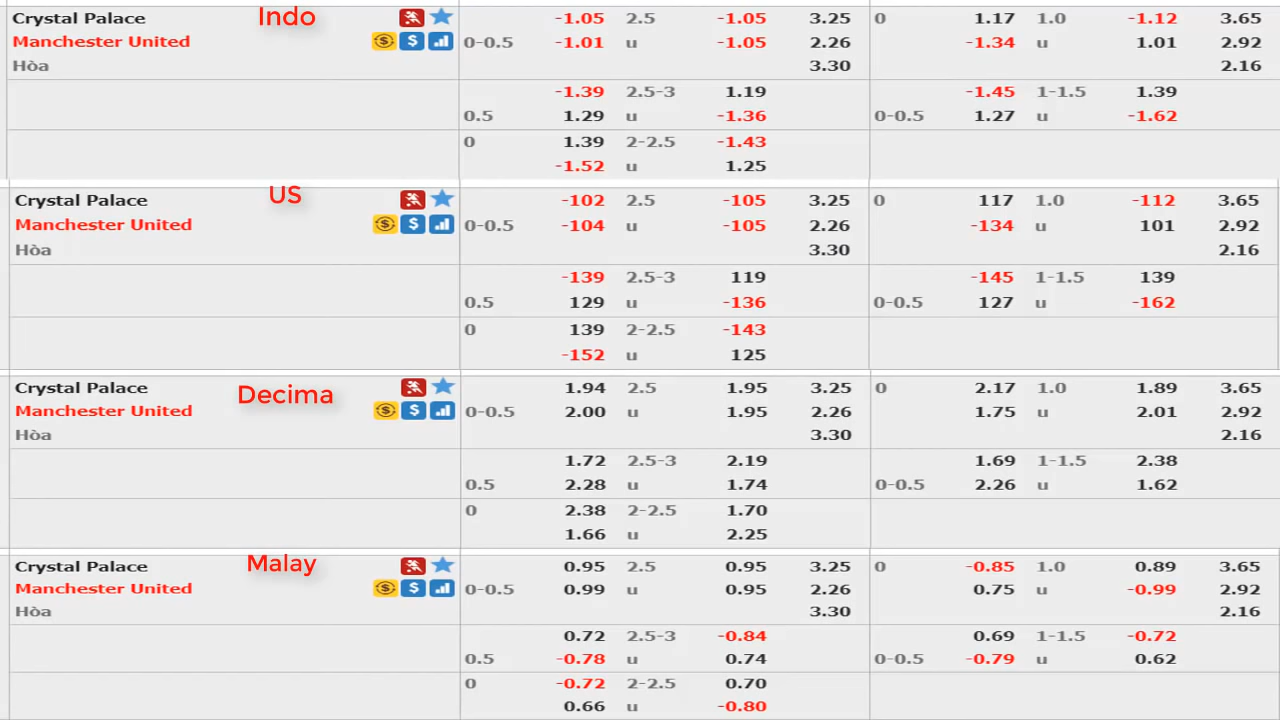 Indo
Crystal Palace -1.05 2.5 -1.05 3.25 0 1.17 1.0 -1.12 3.65
Manchester United 0-0.5 -1.01 u -1.05 2.26 -1.34 u 1.01 2.92
Hòa 3.30 2.16
-1.39 2.5-3 1.19 -1.45 1-1.5 1.39
0.5 1.29 u -1.36 0-0.5 1.27 u -1.62
0 1.39 2-2.5 -1.43
-1.52 u 1.25
US
Crystal Palace -102 2.5 -105 3.25 0 117 1.0 -112 3.65
Manchester United 0-0.5 -104 u -105 2.26 -134 u 101 2.92
Hòa 3.30 2.16
-139 2.5-3 119 -145 1-1.5 139
0.5 129 u -136 0-0.5 127 u -162
0 139 2-2.5 -143
-152 u 125
Decima
Crystal Palace 1.94 2.5 1.95 3.25 0 2.17 1.0 1.89 3.65
Manchester United 0-0.5 2.00 u 1.95 2.26 1.75 u 2.01 2.92
Hòa 3.30 2.16
1.72 2.5-3 2.19 1.69 1-1.5 2.38
0.5 2.28 u 1.74 0-0.5 2.26 u 1.62
0 2.38 2-2.5 1.70
1.66 u 2.25
Malay
Crystal Palace 0.95 2.5 0.95 3.25 0 -0.85 1.0 0.89 3.65
Manchester United 0-0.5 0.99 u 0.95 2.26 0.75 u -0.99 2.92
Hòa 3.30 2.16
0.72 2.5-3 -0.84 0.69 1-1.5 -0.72
0.5 -0.78 u 0.74 0-0.5 -0.79 u 0.62
0 -0.72 2-2.5 0.70
0.66 u -0.80